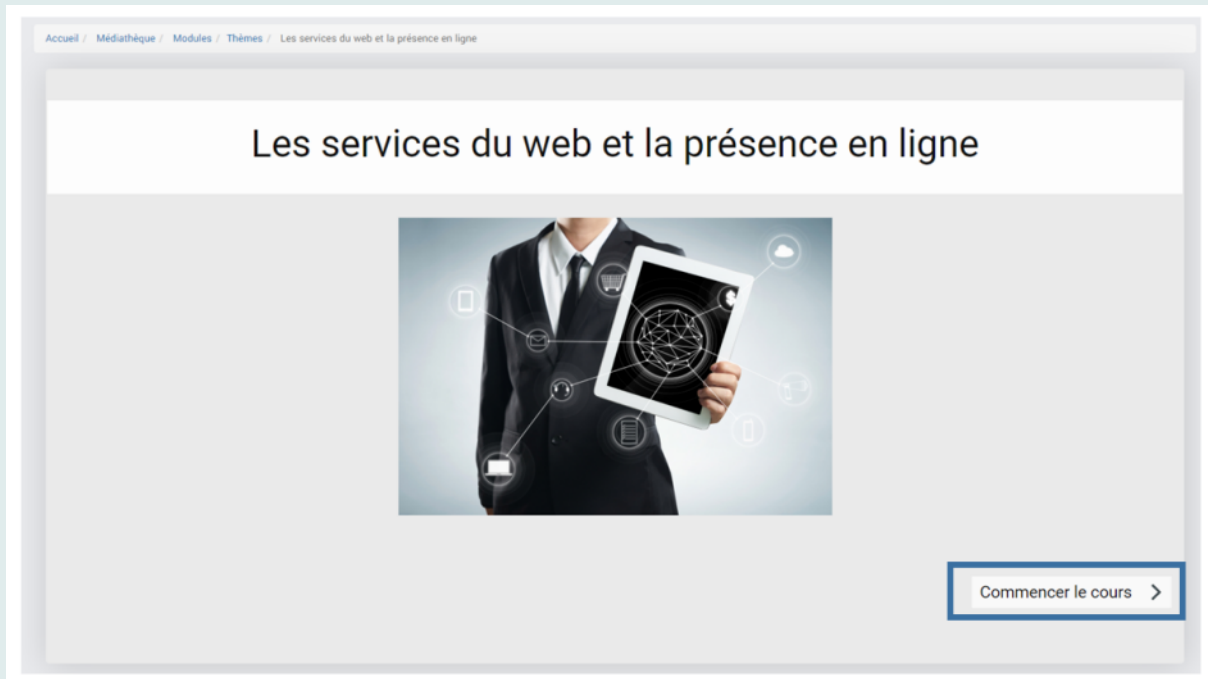 Accueil / Médiathèque / Modules / Thèmes / Les services du web et la présence en ligne
Les services du web et la présence en ligne
Commencer le cours